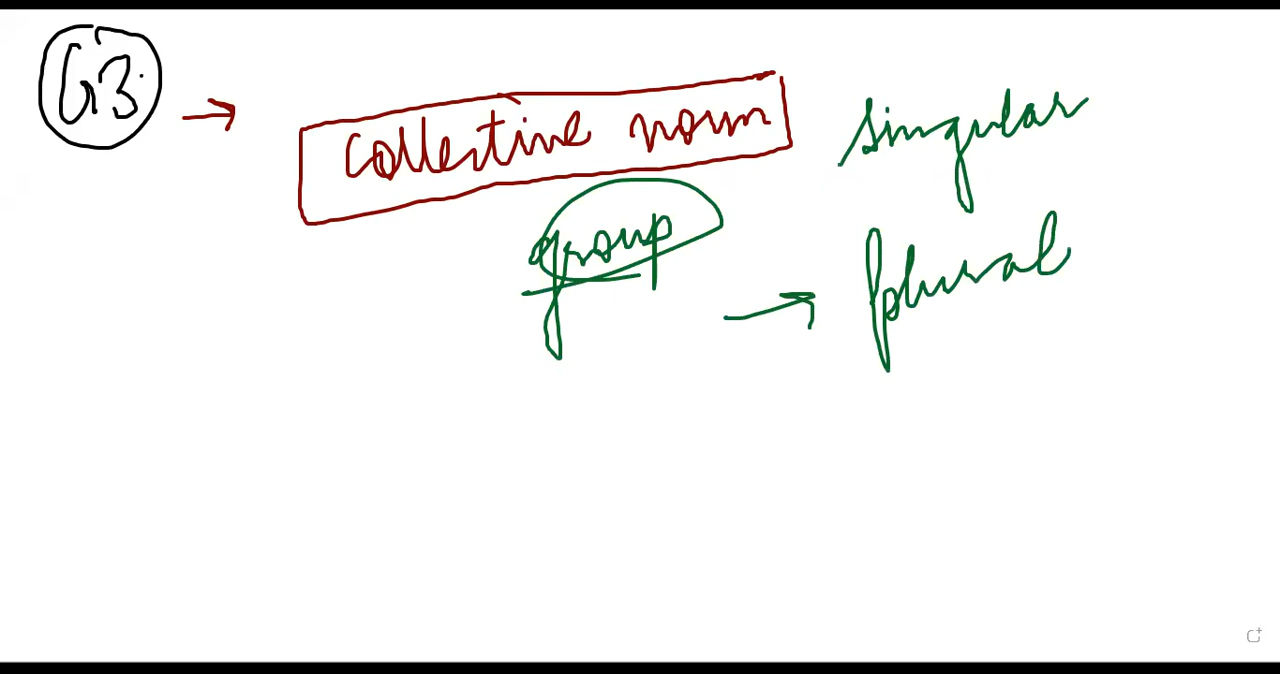 G3. → collective noun singular
group
→ plural